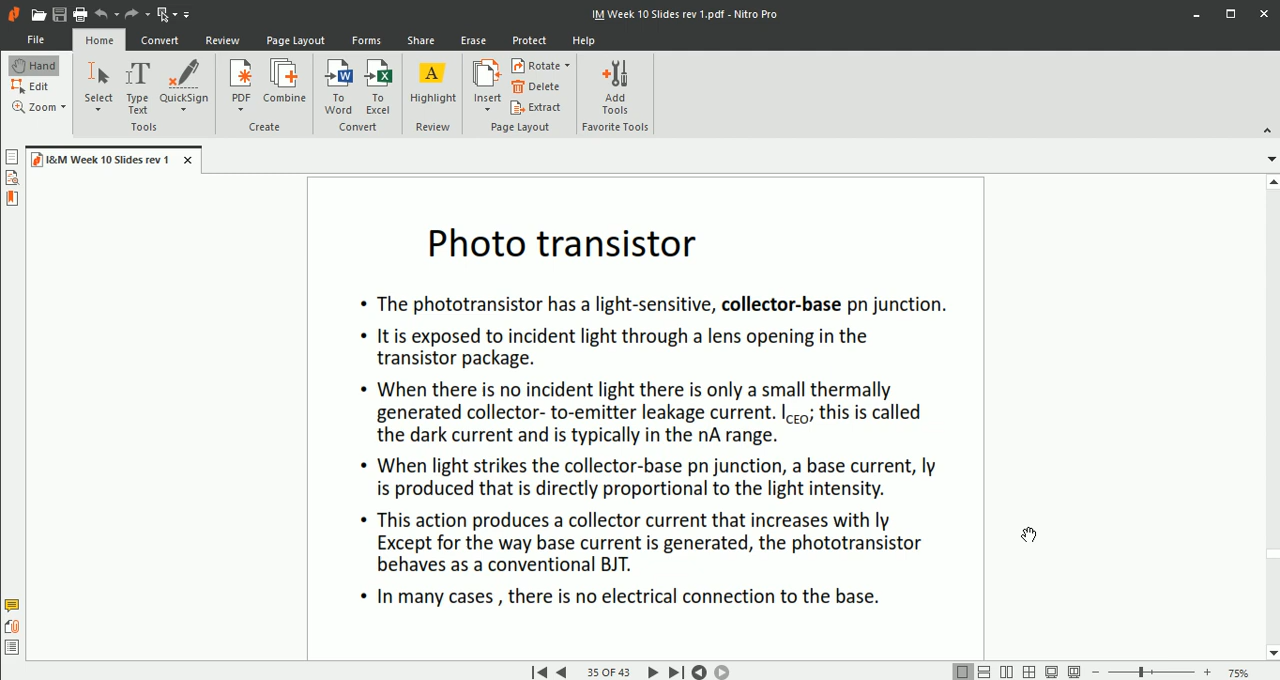 IM Week 10 Slides rev 1.pdf - Nitro Pro
File Home Convert Review Page Layout Forms Share Erase Protect Help
Hand
Edit
Zoom
Select
Type Text
QuickSign
Tools
PDF
Combine
Create
To Word
To Excel
Convert
A
Highlight
Review
Insert
Rotate
Delete
Extract
Page Layout
Add Tools
Favorite Tools
I&M Week 10 Slides rev 1
Photo transistor
• The phototransistor has a light-sensitive, collector-base pn junction.
• It is exposed to incident light through a lens opening in the
transistor package.
• When there is no incident light there is only a small thermally
generated collector- to-emitter leakage current. ICEO; this is called
the dark current and is typically in the nA range.
• When light strikes the collector-base pn junction, a base current, Iγ
is produced that is directly proportional to the light intensity.
• This action produces a collector current that increases with Iγ
Except for the way base current is generated, the phototransistor
behaves as a conventional BJT.
• In many cases , there is no electrical connection to the base.
35 OF 43
75%